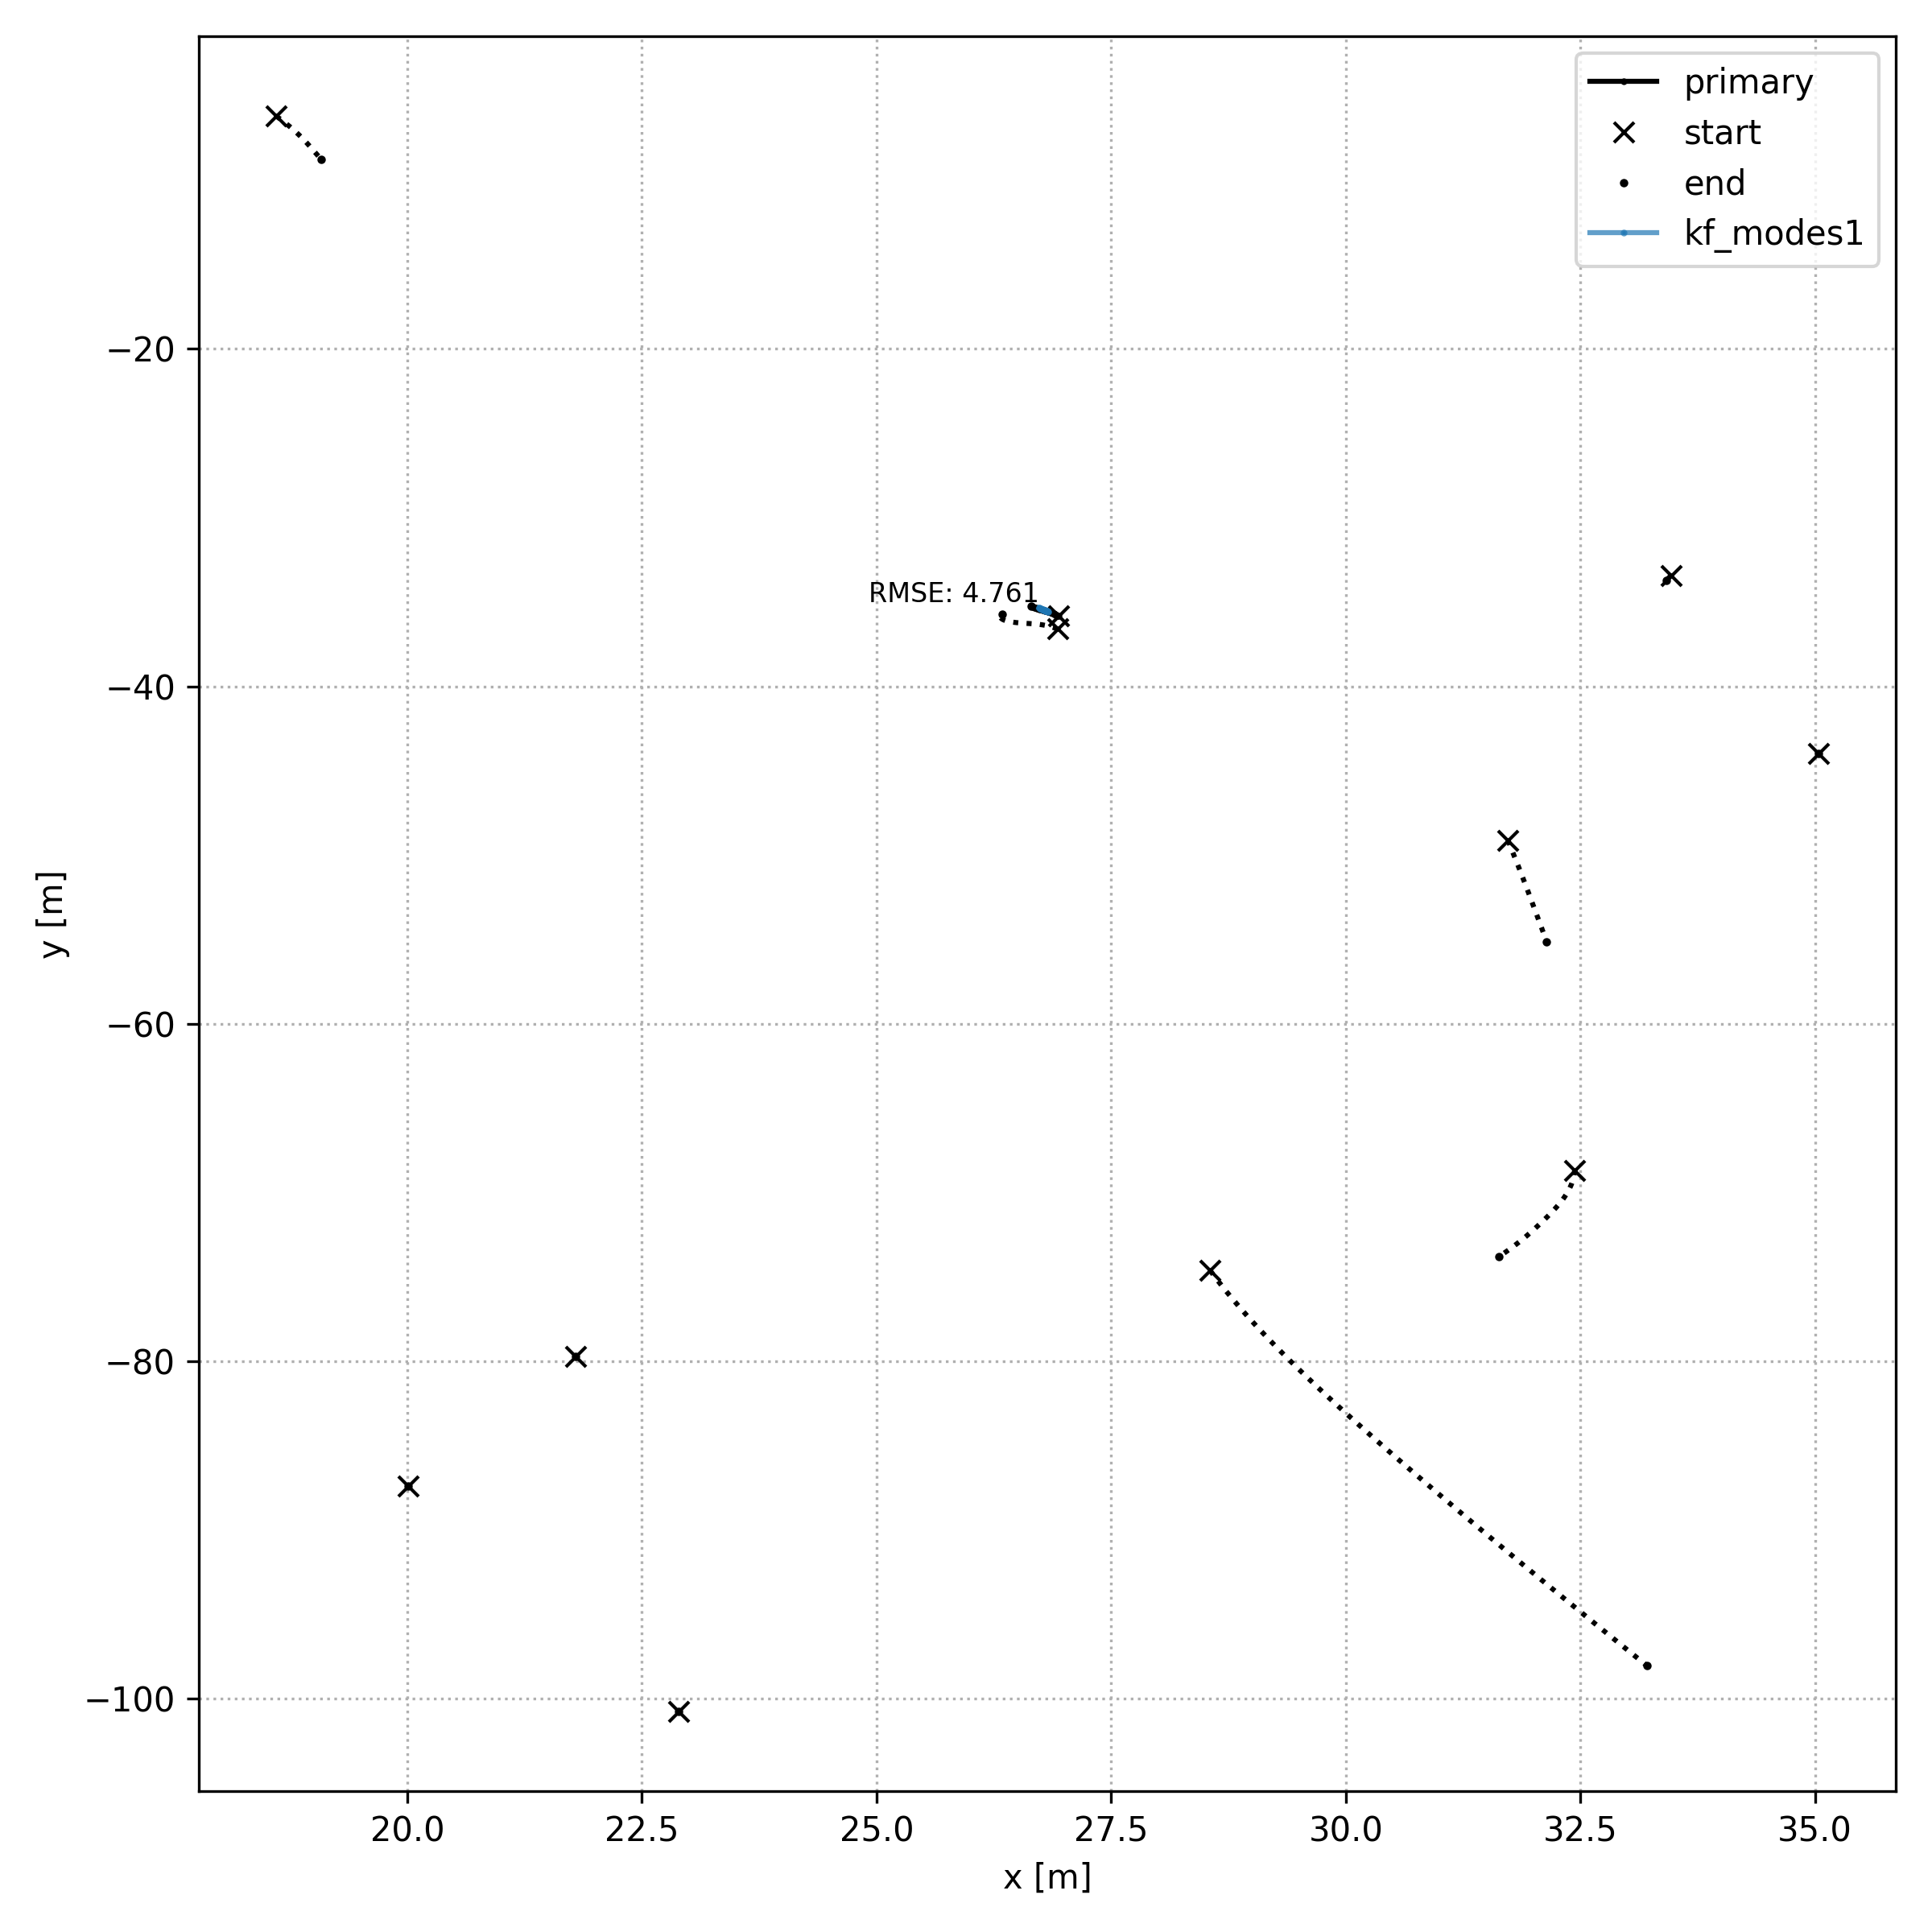 primary
start
end
kf_modes1
−20
RMSE: 4.761
−40
y [m]
−60
−80
−100
20.0 22.5 25.0 27.5 30.0 32.5 35.0
x [m]